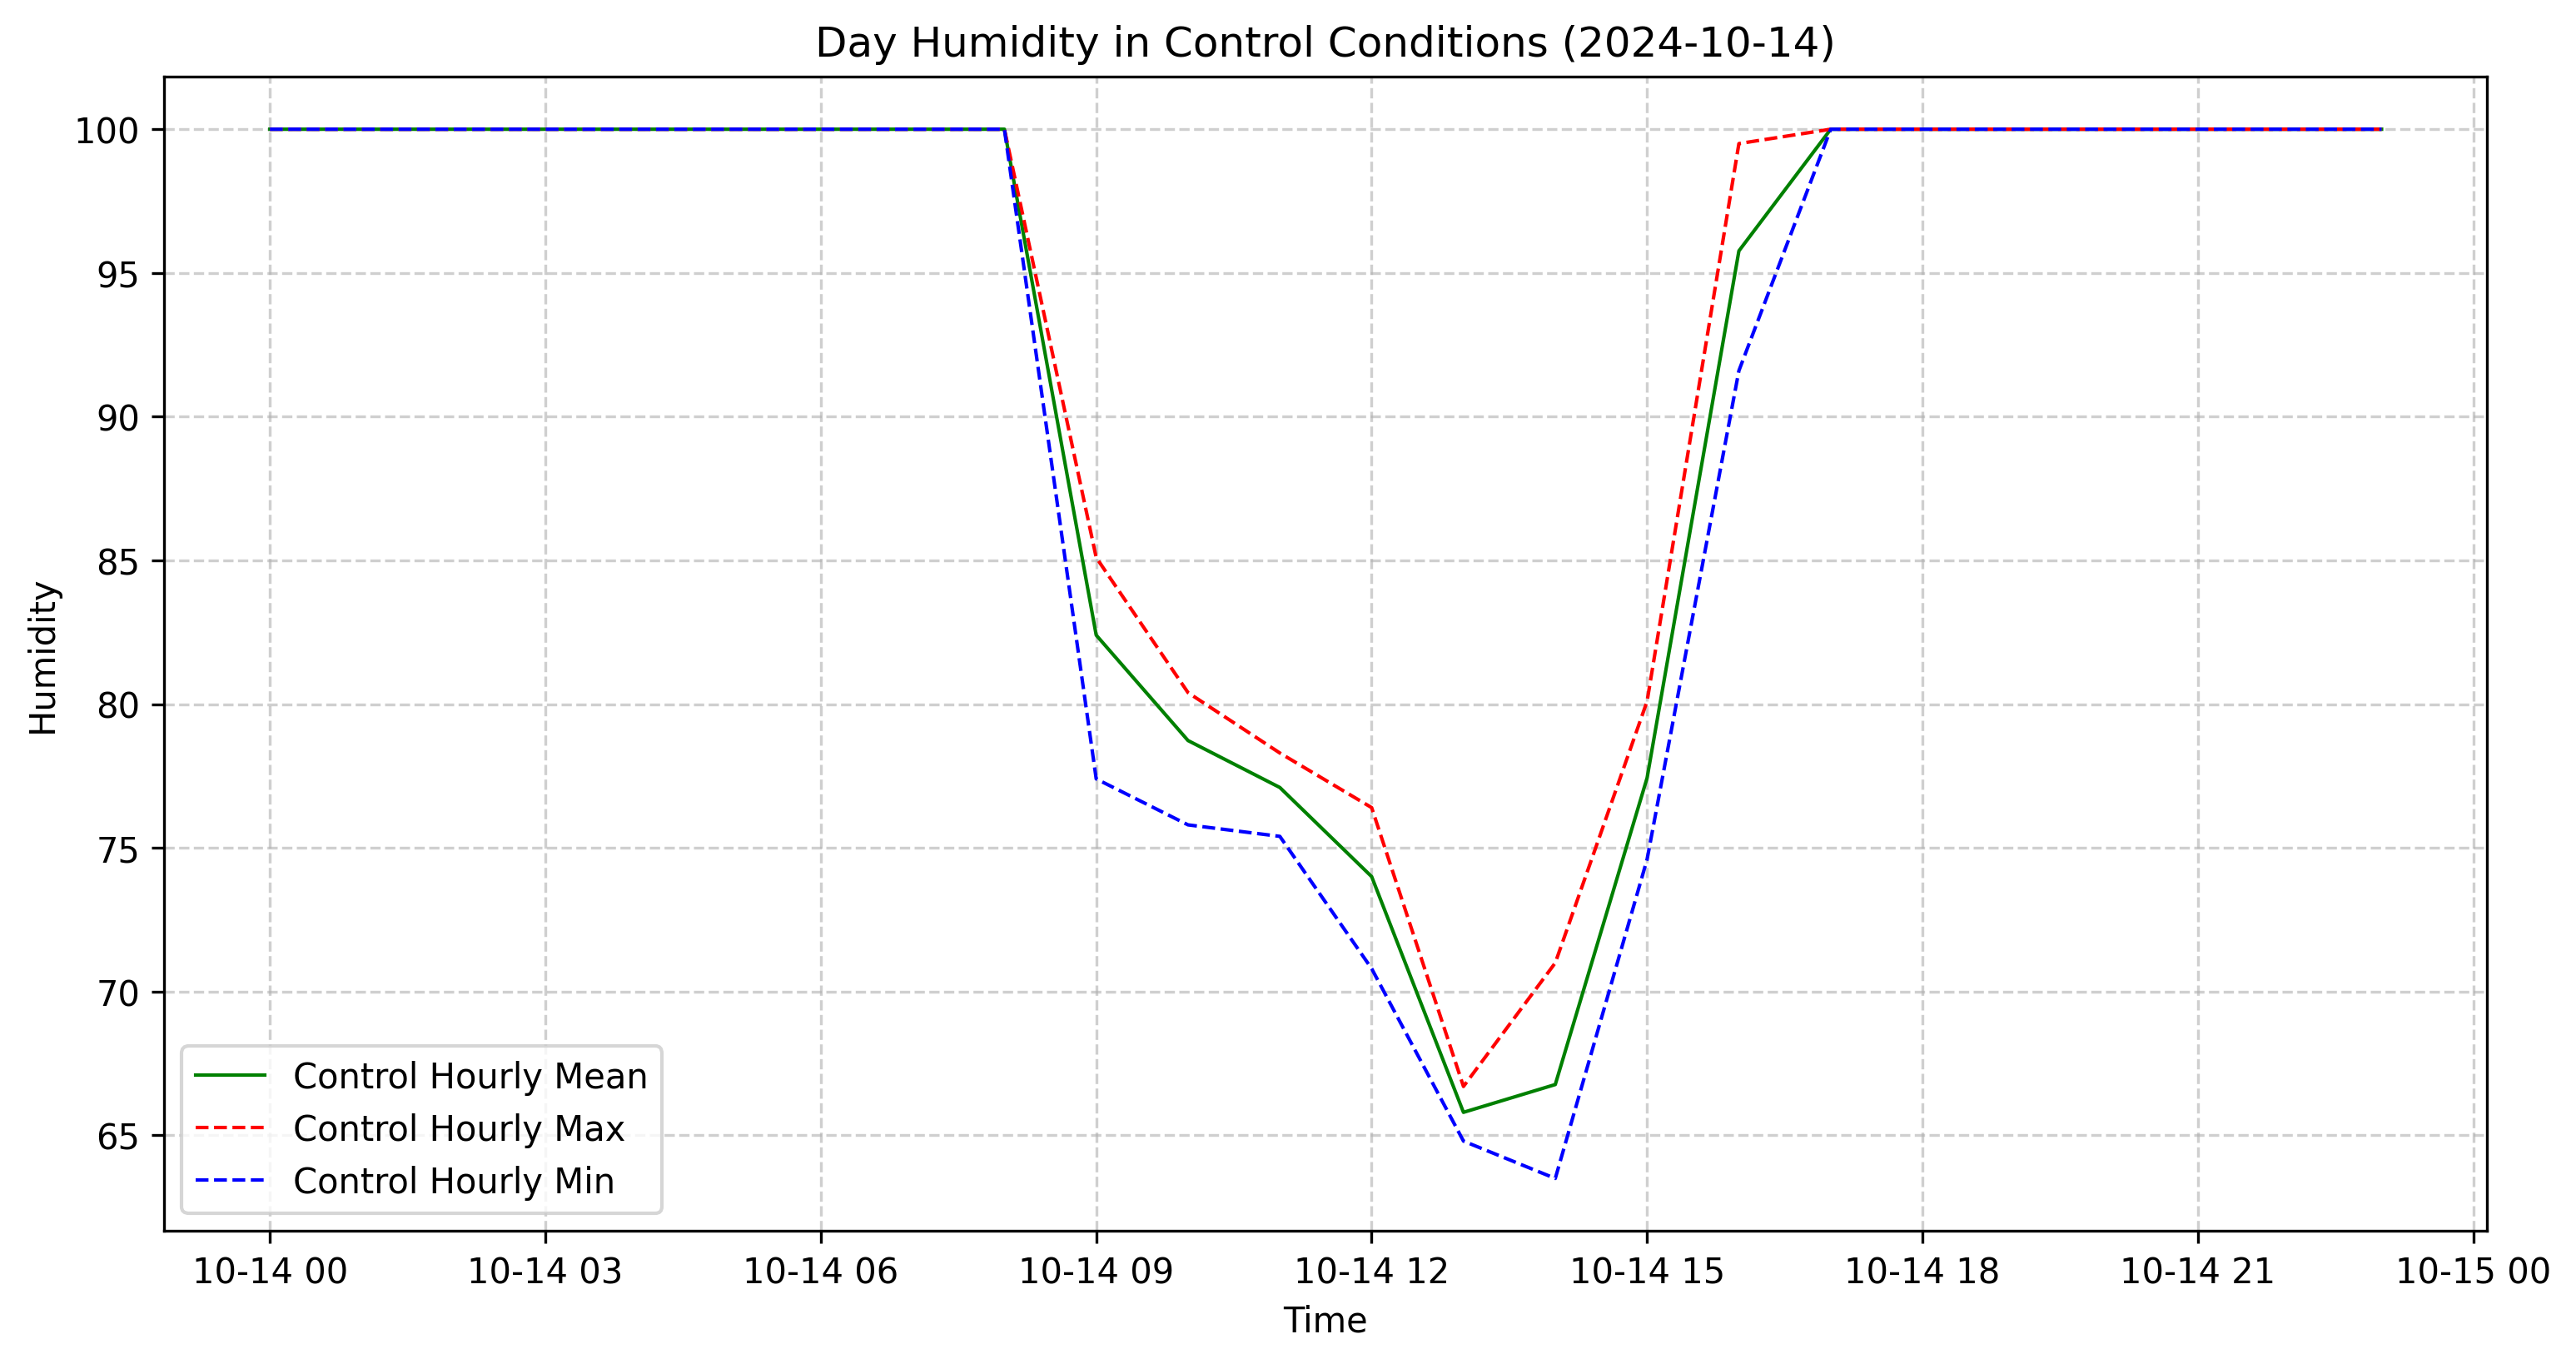 Day Humidity in Control Conditions (2024-10-14)
Humidity
100
95
90
85
80
75
70
65
Control Hourly Mean
Control Hourly Max
Control Hourly Min
10-14 00 10-14 03 10-14 06 10-14 09 10-14 12 10-14 15 10-14 18 10-14 21 10-15 00
Time